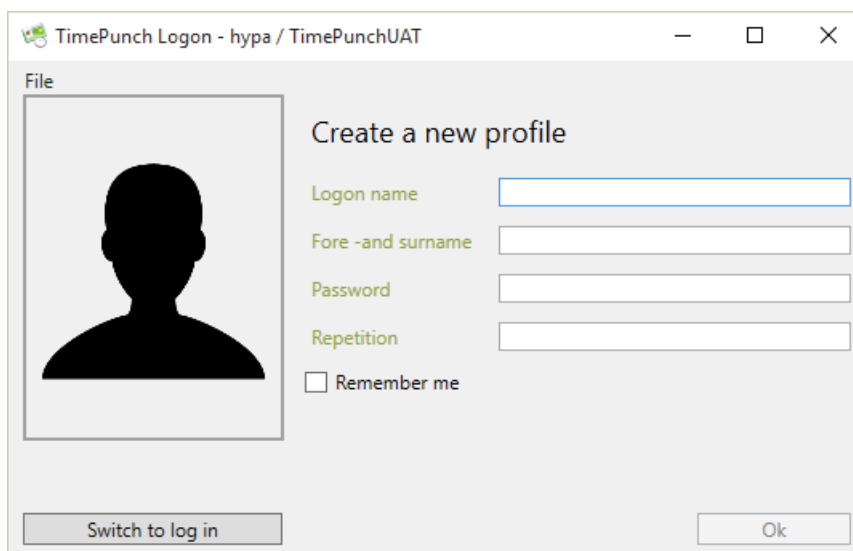 TimePunch Logon - hypa / TimePunchUAT
File
Create a new profile
Logon name
Fore -and surname
Password
Repetition
Remember me
Switch to log in
Ok